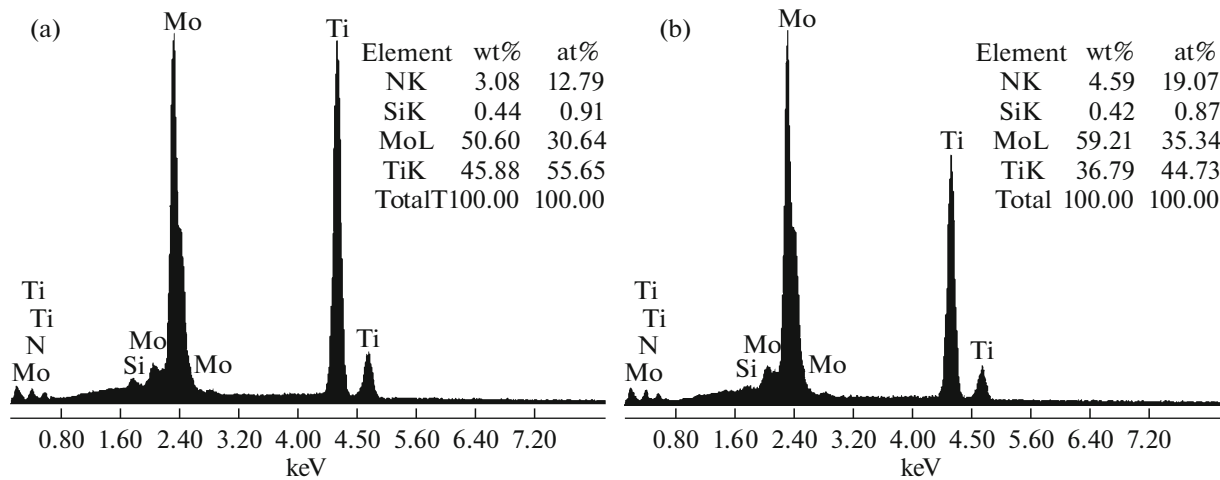 (a)
Mo
Ti
Element wt% at%
NK 3.08 12.79
SiK 0.44 0.91
MoL 50.60 30.64
TiK 45.88 55.65
TotalT100.00 100.00
Ti
Ti
N
Mo
Si
Mo
Mo
Ti
0.80 1.60 2.40 3.20 4.00 4.50 5.60 6.40 7.20
keV
(b)
Mo
Ti
Element wt% at%
NK 4.59 19.07
SiK 0.42 0.87
MoL 59.21 35.34
TiK 36.79 44.73
Total 100.00 100.00
Ti
Ti
N
Mo
Si
Mo
Mo
Ti
0.80 1.60 2.40 3.20 4.00 4.50 5.60 6.40 7.20
keV